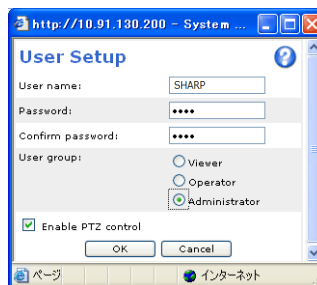 http://10.91.130.200 - System ...
User Setup
User name: SHARP
Password: ••••
Confirm password: ••••
User group:
Viewer
Operator
Administrator
Enable PTZ control
OK Cancel
ページ インターネット